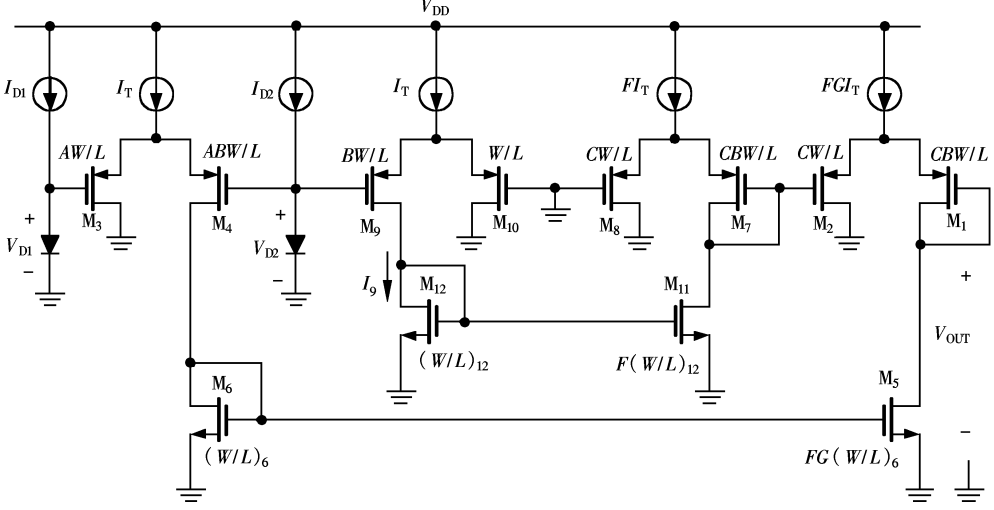 V_DD
I_D1
I_T
I_D2
I_T
FI_T
FGI_T
AW/L
ABW/L
BW/L
W/L
CW/L
CBW/L
CW/L
CBW/L
M_3
M_4
M_9
M_10
M_8
M_7
M_2
M_1
+
V_D1
−
+
V_D2
−
I_9
M_12
M_11
+
V_OUT
−
(W/L)_12
F(W/L)_12
M_6
M_5
(W/L)_6
FG(W/L)_6